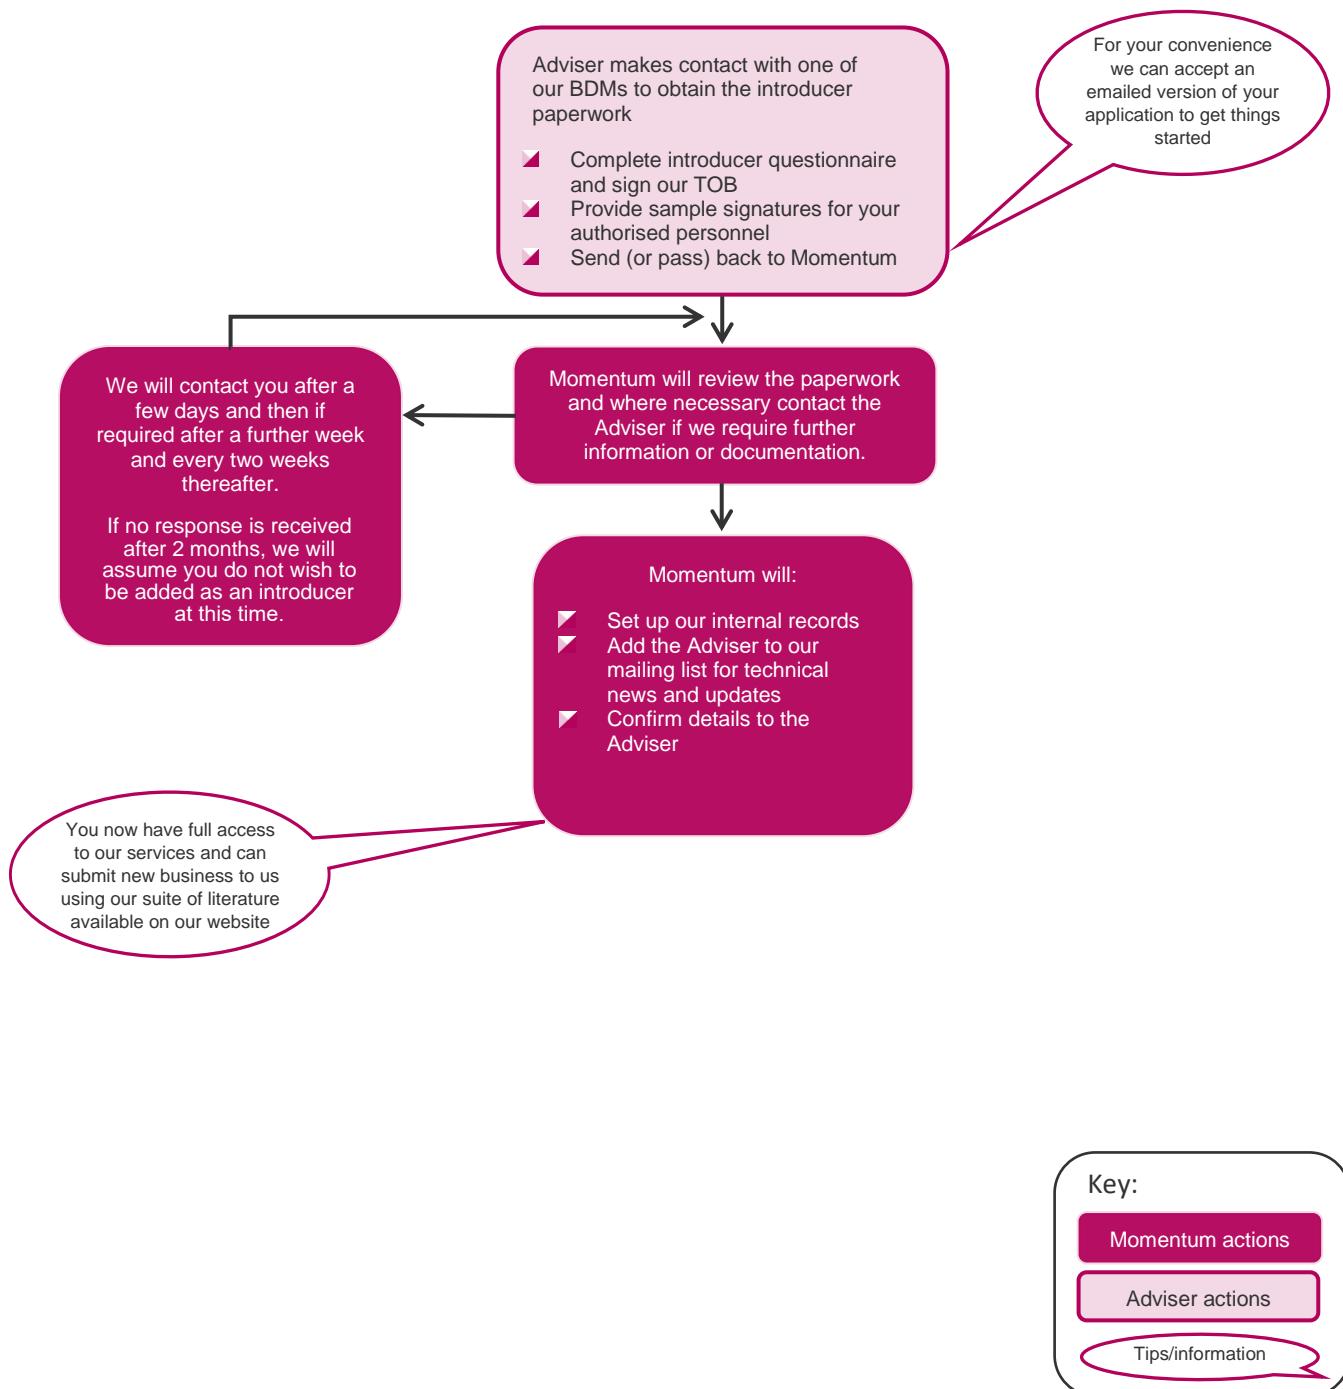 Adviser makes contact with one of
our BDMs to obtain the introducer
paperwork
Complete introducer questionnaire
and sign our TOB
Provide sample signatures for your
authorised personnel
Send (or pass) back to Momentum
For your convenience
we can accept an
emailed version of your
application to get things
started
We will contact you after a
few days and then if
required after a further week
and every two weeks
thereafter.
If no response is received
after 2 months, we will
assume you do not wish to
be added as an introducer
at this time.
Momentum will review the paperwork
and where necessary contact the
Adviser if we require further
information or documentation.
Momentum will:
Set up our internal records
Add the Adviser to our
mailing list for technical
news and updates
Confirm details to the
Adviser
You now have full access
to our services and can
submit new business to us
using our suite of literature
available on our website
Key:
Momentum actions
Adviser actions
Tips/information